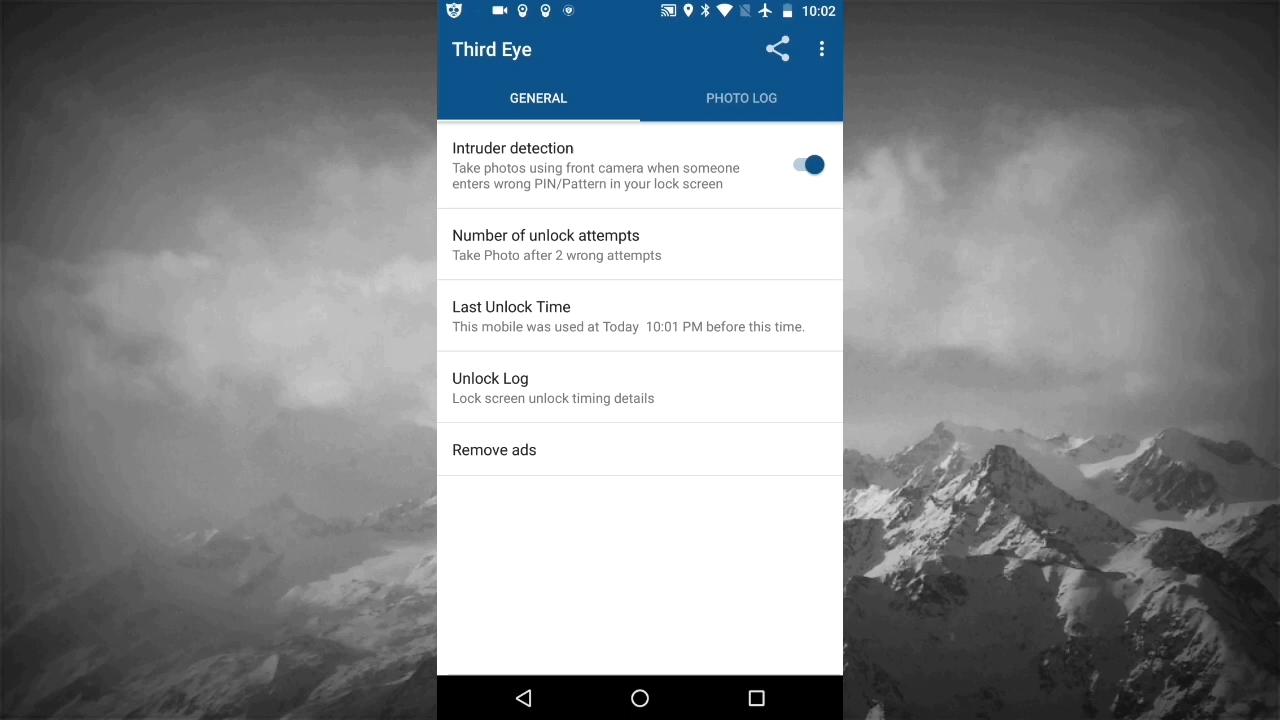 10:02
Third Eye
GENERAL
PHOTO LOG
Intruder detection
Take photos using front camera when someone
enters wrong PIN/Pattern in your lock screen
Number of unlock attempts
Take Photo after 2 wrong attempts
Last Unlock Time
This mobile was used at Today  10:01 PM before this time.
Unlock Log
Lock screen unlock timing details
Remove ads